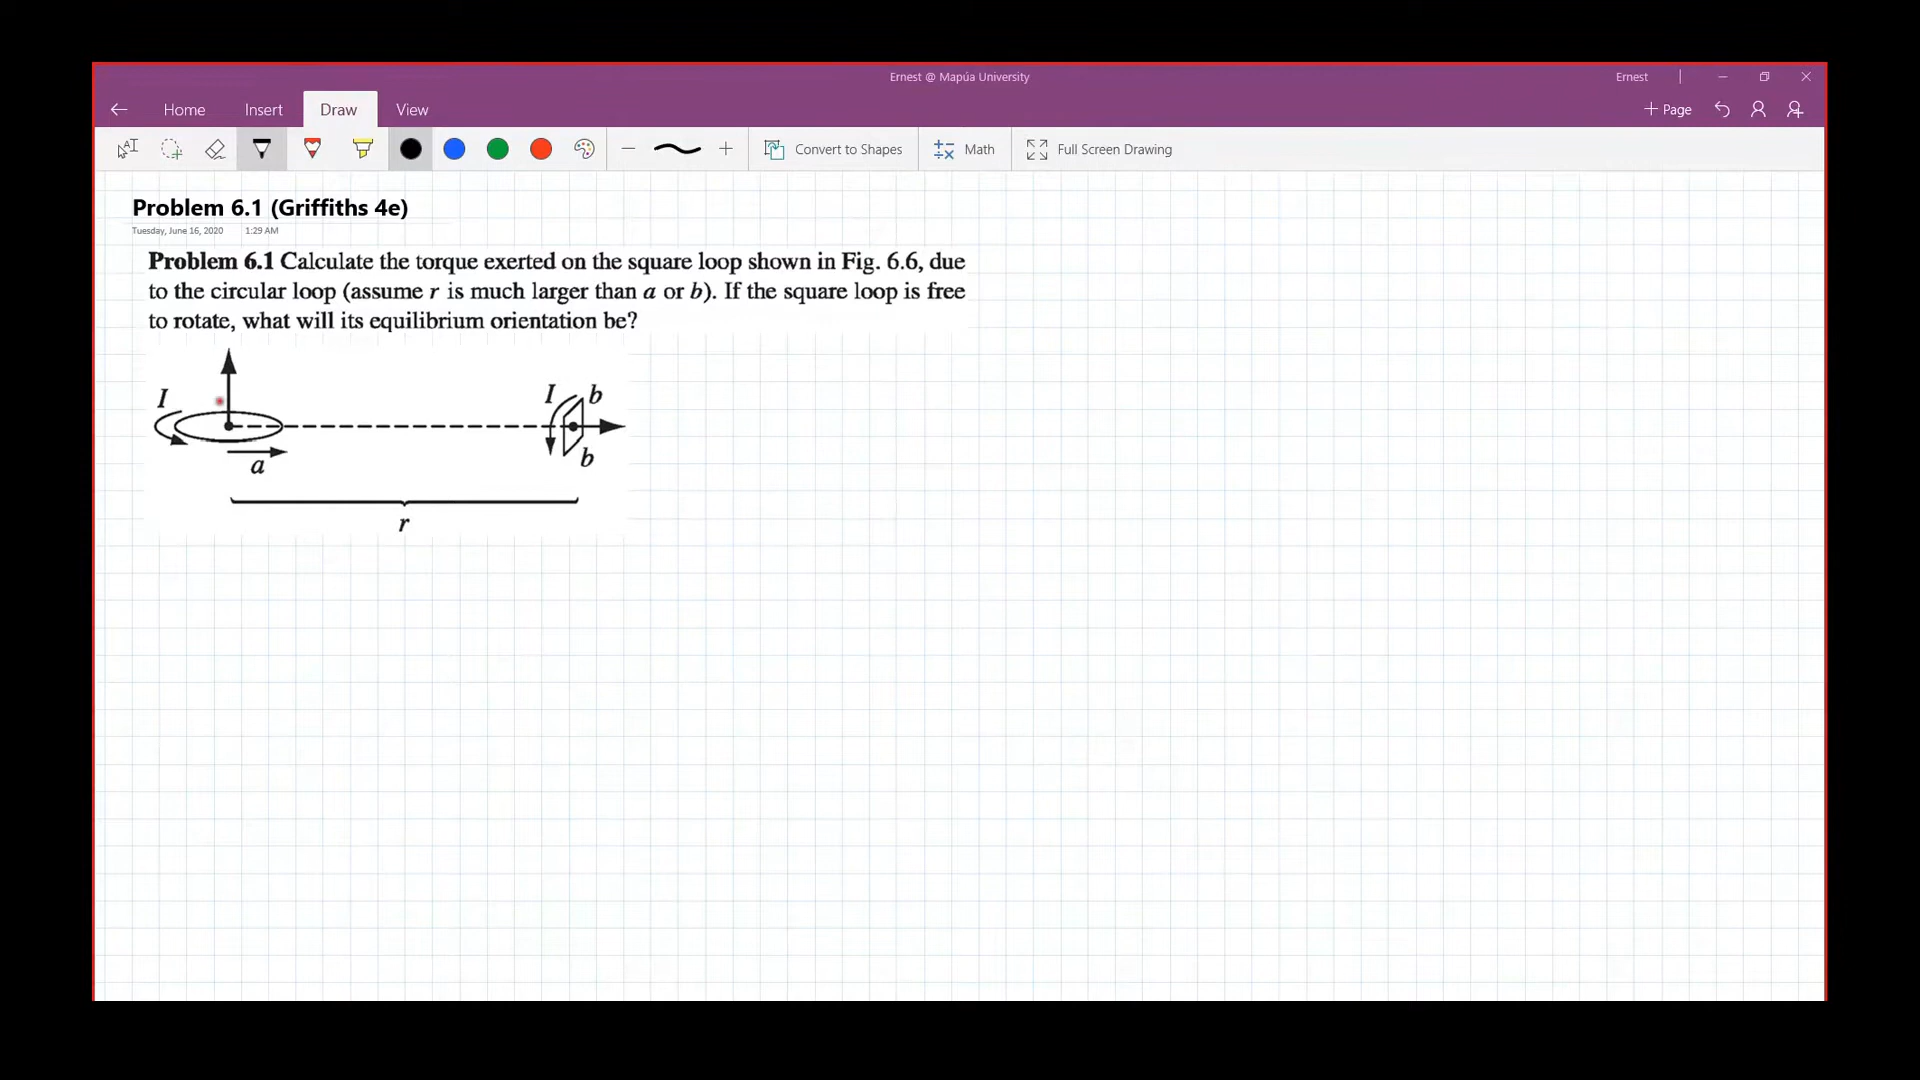 Ernest @ Mapúa University
Ernest
Home Insert Draw View
Page
Convert to Shapes Math Full Screen Drawing
Problem 6.1 (Griffiths 4e)
Tuesday, June 16, 2020 1:29 AM
Problem 6.1 Calculate the torque exerted on the square loop shown in Fig. 6.6, due
to the circular loop (assume r is much larger than a or b). If the square loop is free
to rotate, what will its equilibrium orientation be?
I
I b
a
b
r